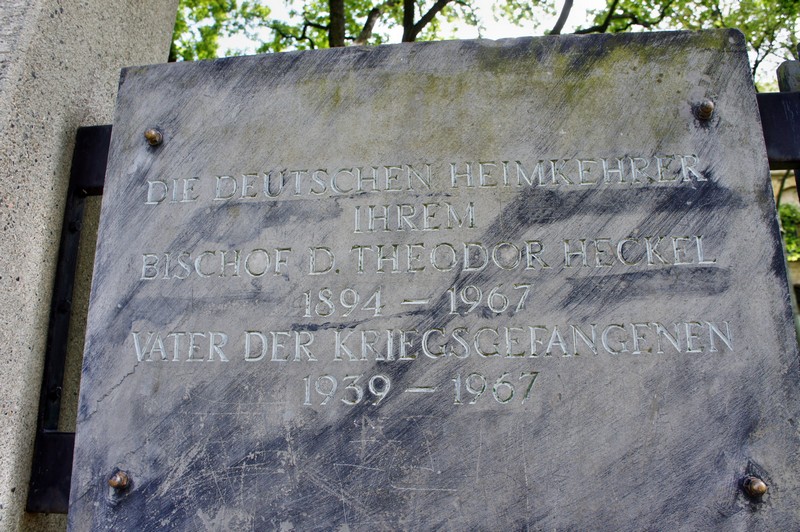 DIE DEUTSCHEN HEIMKEHRER
IHREM
BISCHOF D. THEODOR HECKEL
1894 – 1967
VATER DER KRIEGSGEFANGENEN
1939 – 1967